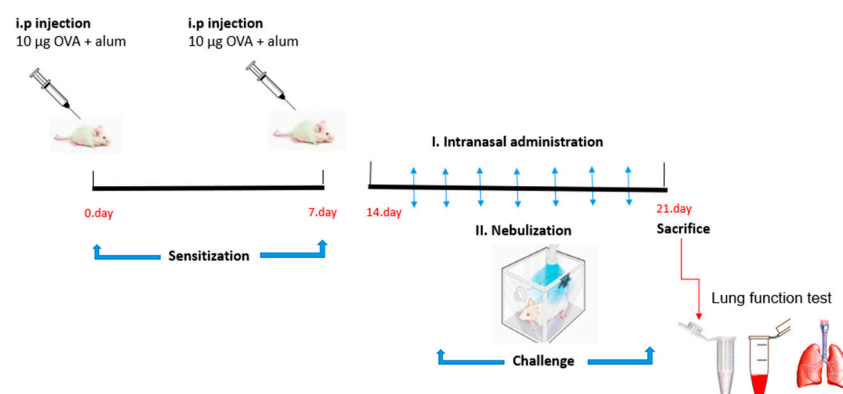 i.p injection
10 µg OVA + alum
i.p injection
10 µg OVA + alum
I. Intranasal administration
0.day
7.day
14.day
21.day
II. Nebulization
Sacrifice
Sensitization
Lung function test
Challenge